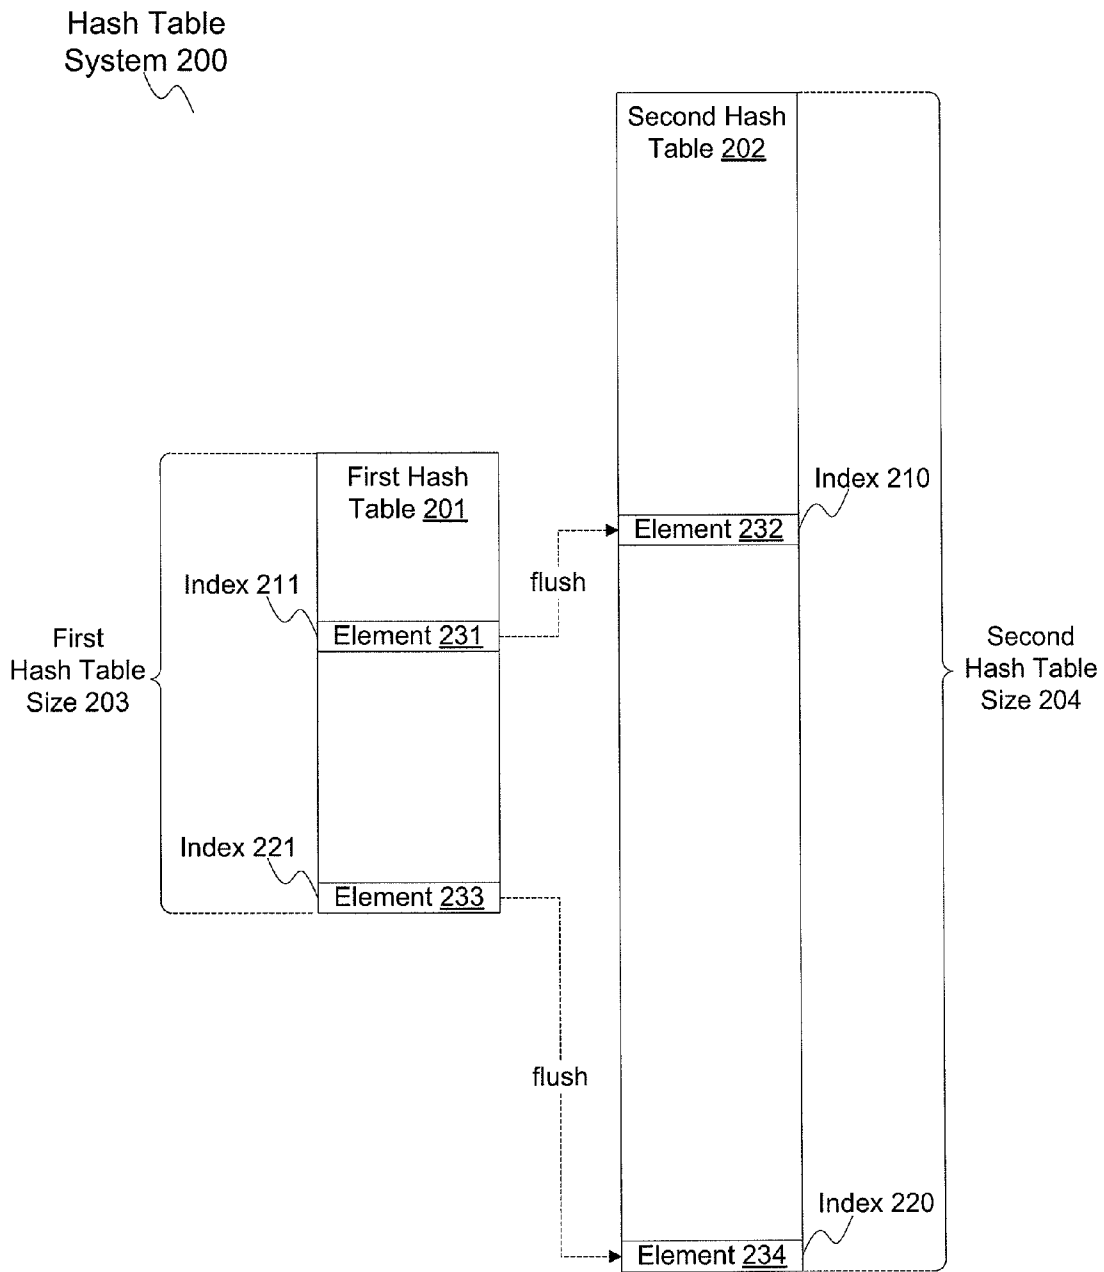 Hash Table
System 200
Second Hash
Table 202
First Hash
Table 201
Index 210
Element 232
flush
Index 211
Element 231
First
Hash Table
Size 203
Second
Hash Table
Size 204
Index 221
Element 233
flush
Index 220
Element 234